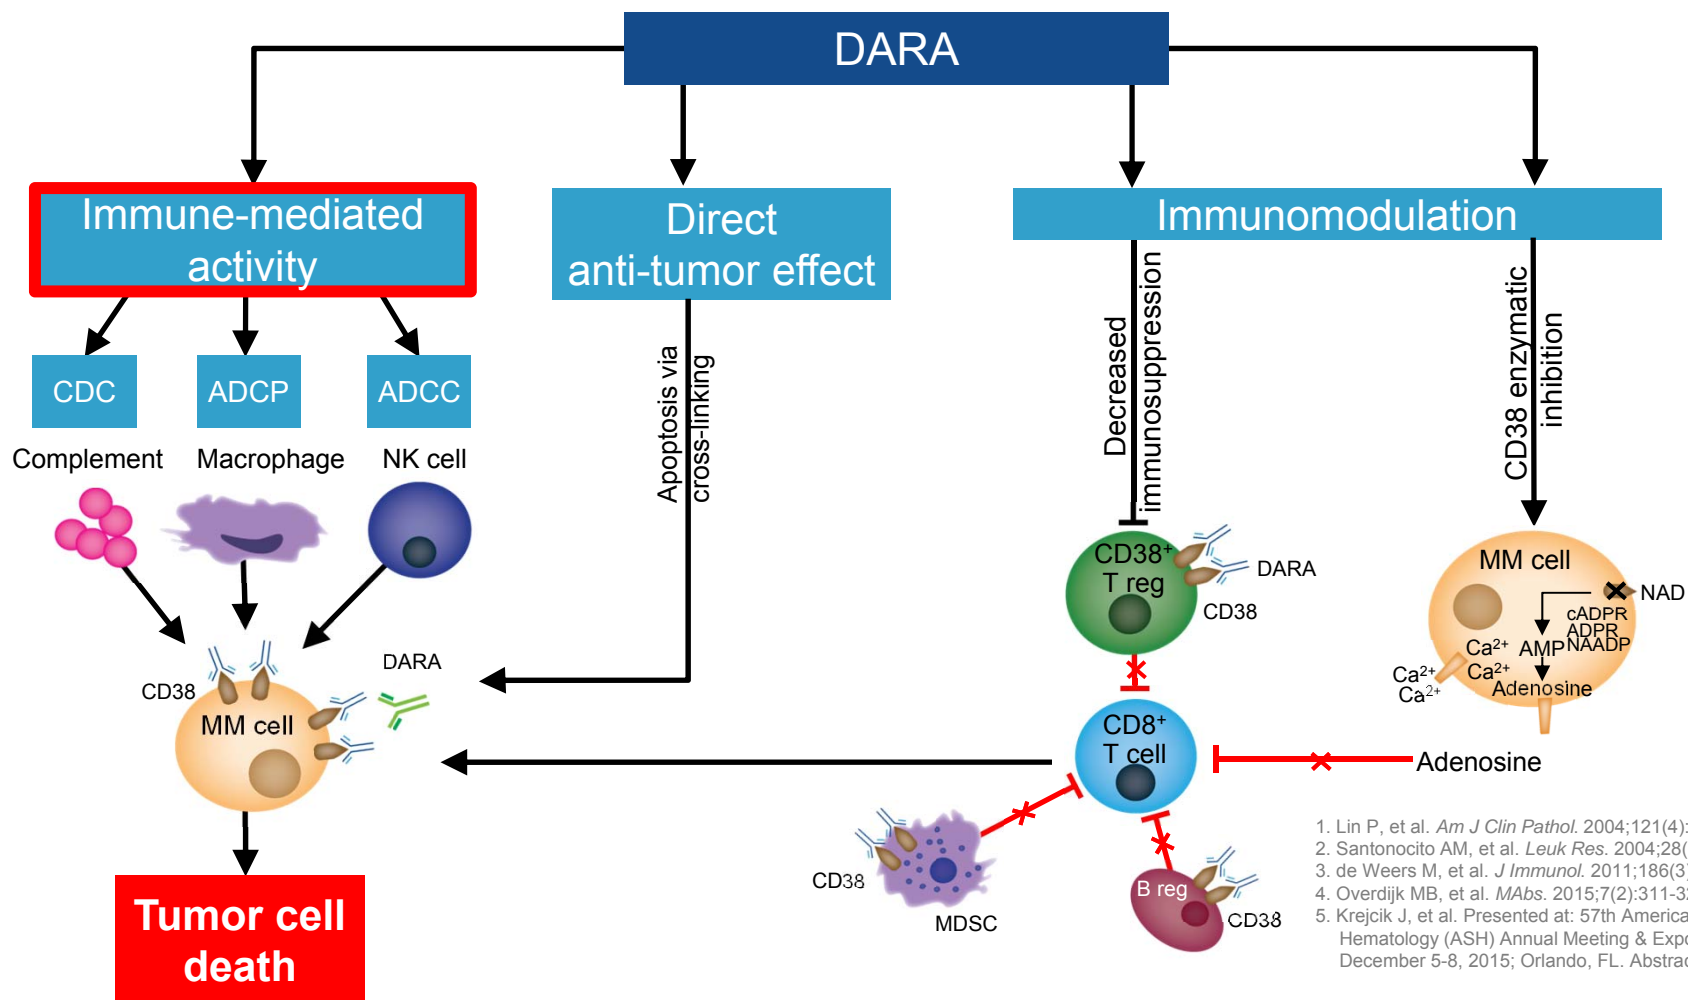 DARA
Immune-mediated
activity
Direct
anti-tumor effect
Immunomodulation
CDC
ADCP
ADCC
Complement
Macrophage
NK cell
Apoptosis via
cross-linking
Decreased
immunosuppression
CD38 enzymatic
inhibition
CD38⁺
T reg
DARA
CD38
MM cell
NAD
cADPR
ADPR
NAADP
AMP
Ca²⁺
Ca²⁺
Ca²⁺
Ca²⁺
Adenosine
DARA
CD38
MM cell
CD8⁺
T cell
Adenosine
CD38
MDSC
B reg
CD38
Tumor cell
death
1. Lin P, et al. Am J Clin Pathol. 2004;121(4):
2. Santonocito AM, et al. Leuk Res. 2004;28(
3. de Weers M, et al. J Immunol. 2011;186(3)
4. Overdijk MB, et al. MAbs. 2015;7(2):311-
5. Krejcik J, et al. Presented at: 57th America
Hematology (ASH) Annual Meeting & Expo
December 5-8, 2015; Orlando, FL. Abstrac